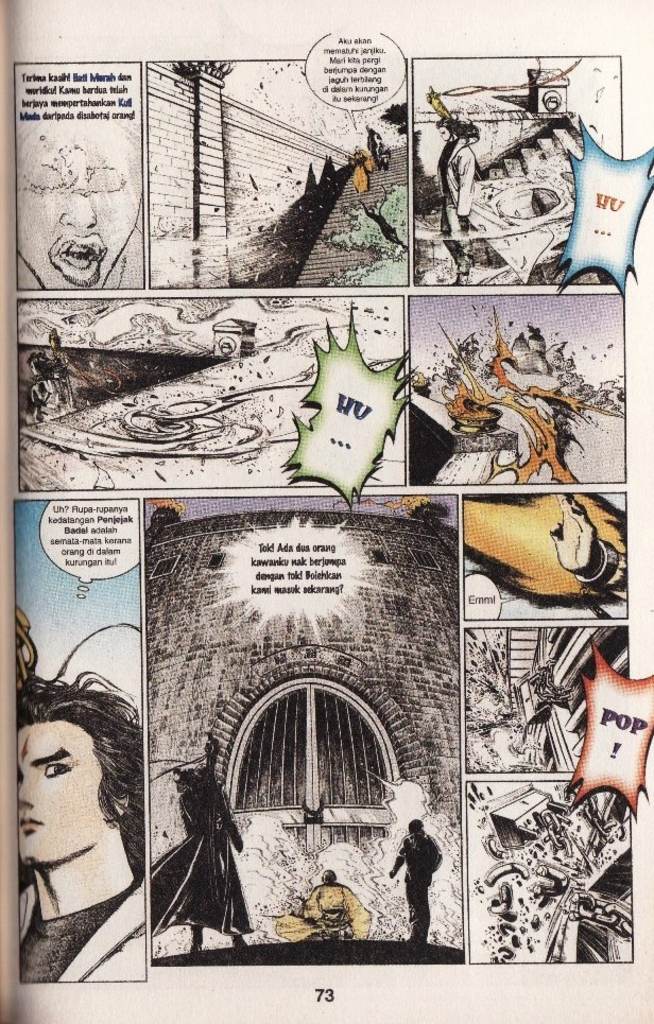 Terima kasih! Hati Merah dan
muridku! Kamu berdua telah
berjaya mempertahankan Kuil
Mada daripada disabotaj orang!
Aku akan
mematuhi janjiku.
Mari kita pergi
berjumpa dengan
jaguh terbilang
di dalam kurungan
itu sekarang!
HU
...
HU
...
Uh? Rupa-rupanya
kedatangan Penjejak
Badai adalah
semata-mata kerana
orang di dalam
kurungan itu!
Tok! Ada dua orang
kawanku nak berjumpa
dengan tok! Bolehkan
kami masuk sekarang?
Emm!
POP
!
73